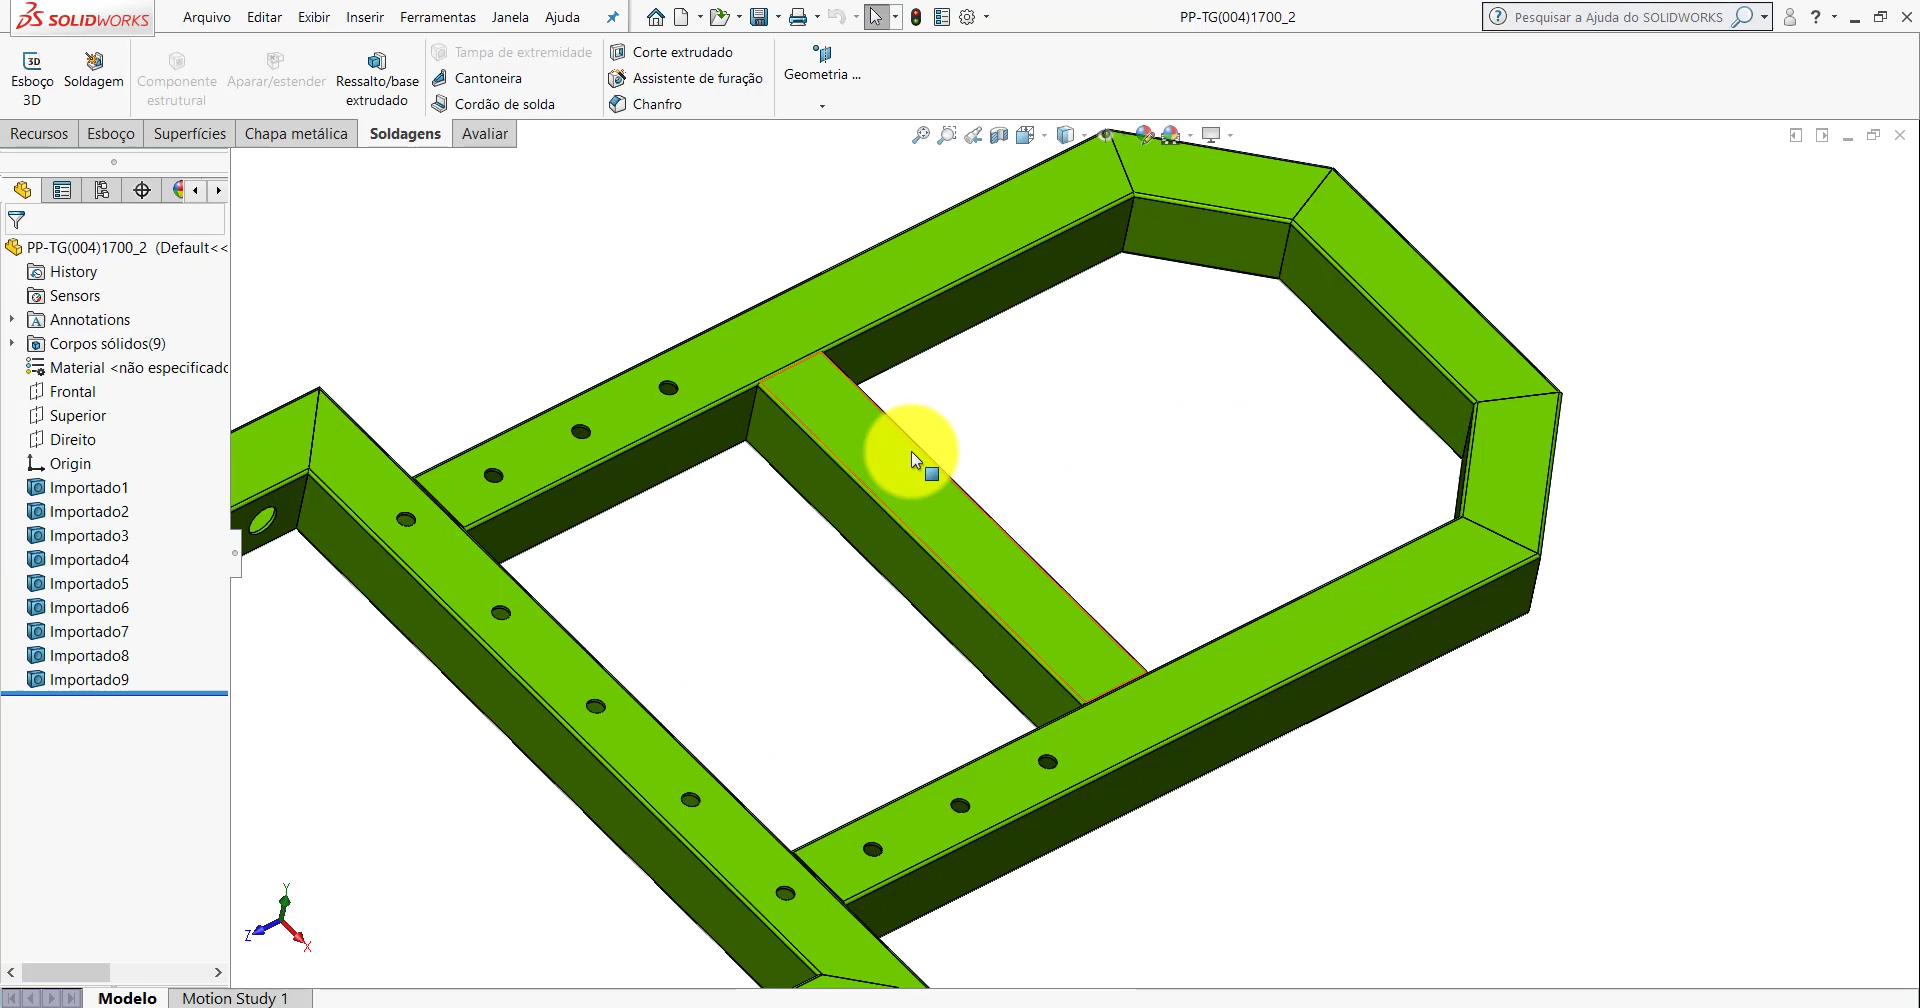 SOLIDWORKS
Arquivo Editar Exibir Inserir Ferramentas Janela Ajuda
PP-TG(004)1700_2
Pesquisar a Ajuda do SOLIDWORKS
?
3D
Esboço 3D
Soldagem
Componente estrutural
Aparar/estender
Ressalto/base extrudado
Tampa de extremidade
Cantoneira
Cordão de solda
Corte extrudado
Assistente de furação
Chanfro
Geometria ...
Recursos Esboço Superfícies Chapa metálica Soldagens Avaliar
PP-TG(004)1700_2 (Default<<
History
Sensors
Annotations
Corpos sólidos(9)
Material <não especificado
Frontal
Superior
Direito
Origin
Importado1
Importado2
Importado3
Importado4
Importado5
Importado6
Importado7
Importado8
Importado9
Y
Z
X
Modelo Motion Study 1